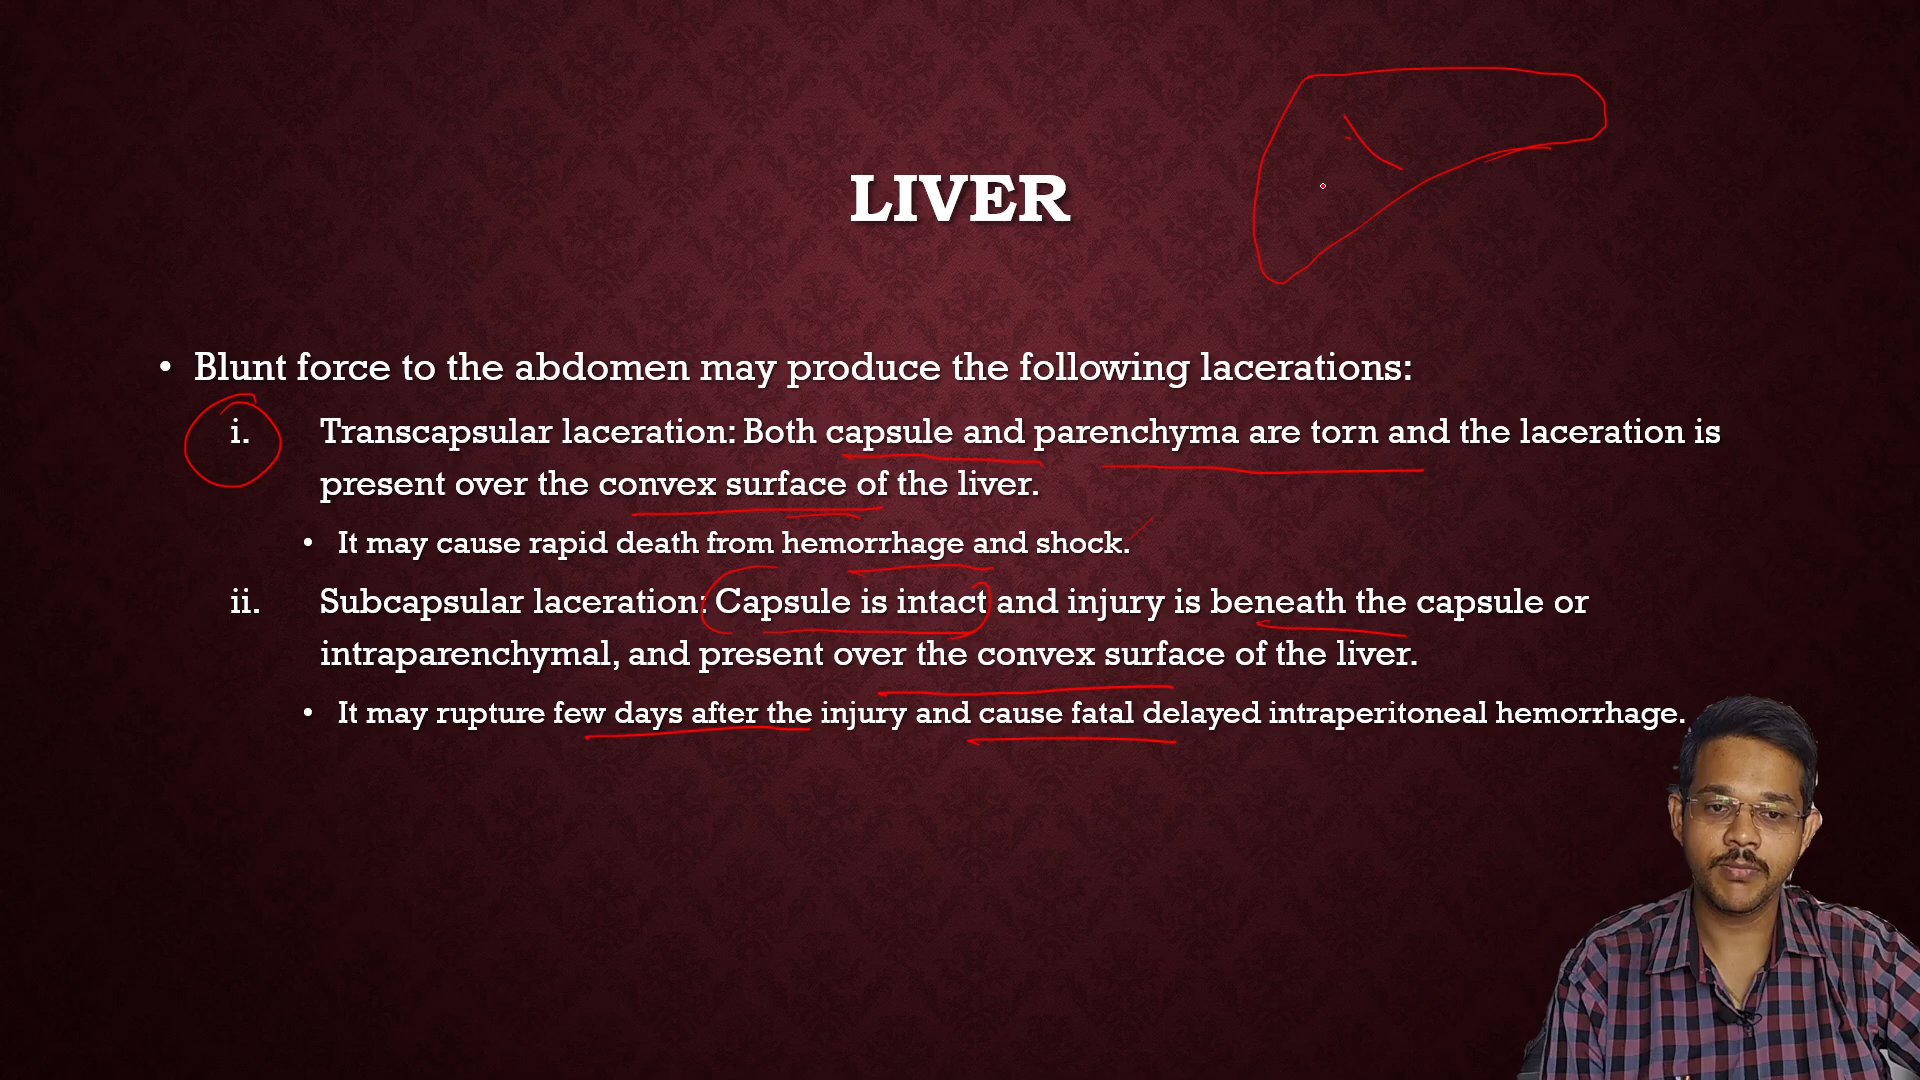 LIVER
• Blunt force to the abdomen may produce the following lacerations:
i. Transcapsular laceration: Both capsule and parenchyma are torn and the laceration is
present over the convex surface of the liver.
• It may cause rapid death from hemorrhage and shock.
ii. Subcapsular laceration: Capsule is intact and injury is beneath the capsule or
intraparenchymal, and present over the convex surface of the liver.
• It may rupture few days after the injury and cause fatal delayed intraperitoneal hemorrhage.